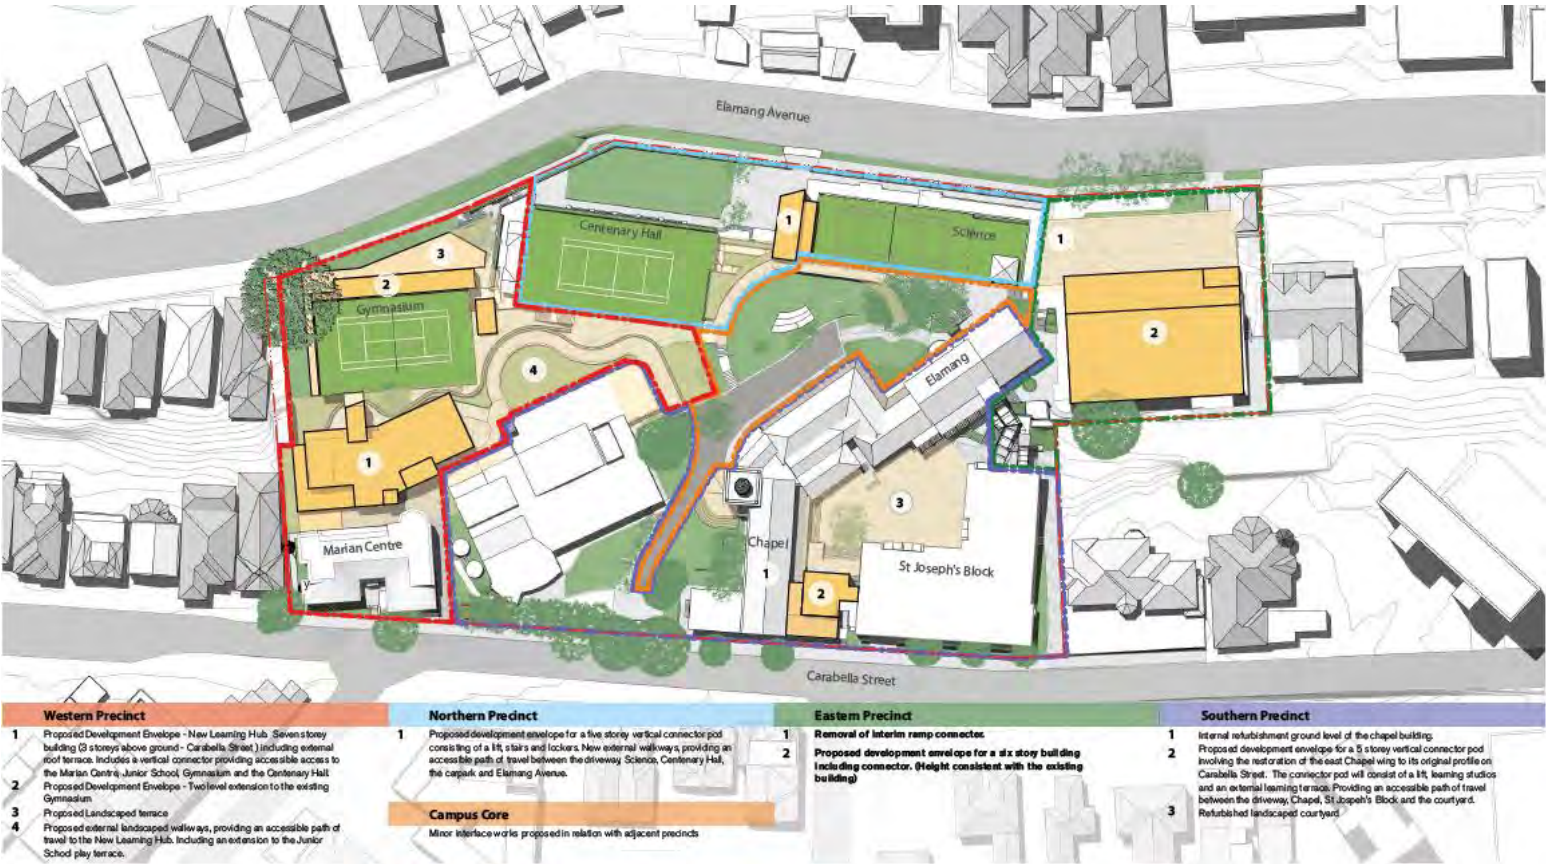 Elamang Avenue
Centenary Hall
1
Science
1
3
2
Gymnasium
2
4
Elamang
1
3
Marian Centre
Chapel
1
2
St Joseph's Block
Carabella Street
Western Precinct
1 Proposed Development Envelope - New Learning Hub. Seven storey
building (3 storeys above ground - Carabella Street) including external
roof terrace. Includes a vertical connector providing accessible access to
the Marian Centre, Junior School, Gymnasium and the Centenary Hall.
2 Proposed Development Envelope - Two level extension to the existing
Gymnasium
3 Proposed Landscaped terrace
4 Proposed external landscaped walkways, providing an accessible path of
travel to the New Learning Hub. Including an extension to the Junior
School play terrace.
Northern Precinct
1 Proposed development envelope for a five storey vertical connector pod
consisting of a lift, stairs and lockers. New external walkways, providing an
accessible path of travel between the driveway, Science, Centenary Hall,
the carpark and Elamang Avenue.
Campus Core
Minor interface works proposed in relation with adjacent precincts
Eastern Precinct
1 Removal of interim ramp connector.
2 Proposed development envelope for a six story building
including connector. (Height consistent with the existing
building)
Southern Precinct
1 Internal refurbishment ground level of the chapel building.
2 Proposed development envelope for a 5 storey vertical connector pod
involving the restoration of the east Chapel wing to its original profile on
Carabella Street. The connector pod will consist of a lift, learning studios
and an external learning terrace. Providing an accessible path of travel
between the driveway, Chapel, St Jospeh's Block and the courtyard.
3 Refurbished landscaped courtyard